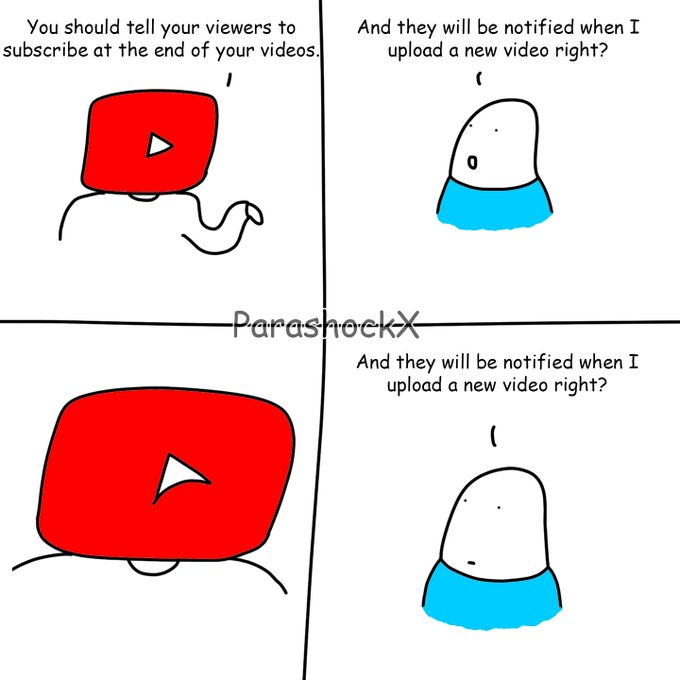 You should tell your viewers to
subscribe at the end of your videos.
And they will be notified when I
upload a new video right?
ParashockX
And they will be notified when I
upload a new video right?